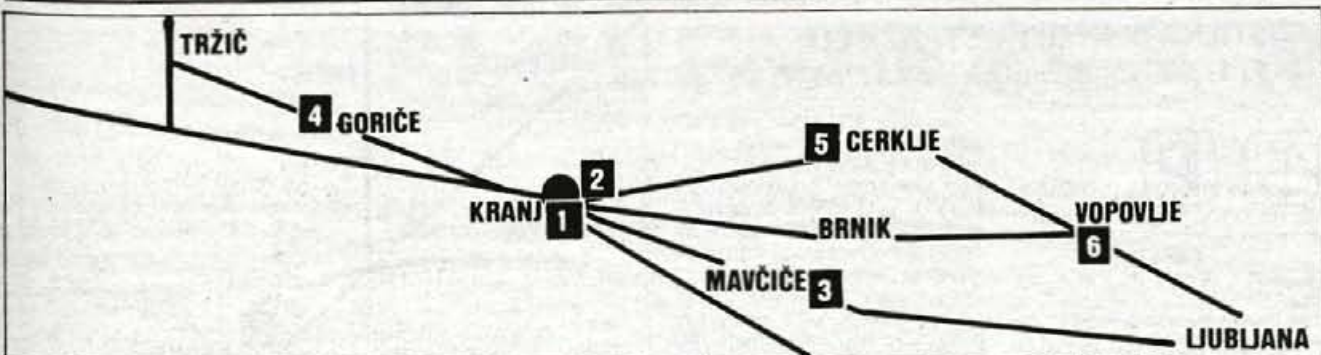 TRŽIČ
4 GORIČE
5 CERKLJE
2
KRANJ 1
VOPOVLJE
BRNIK
6
MAVČIČE 3
LJUBLJANA